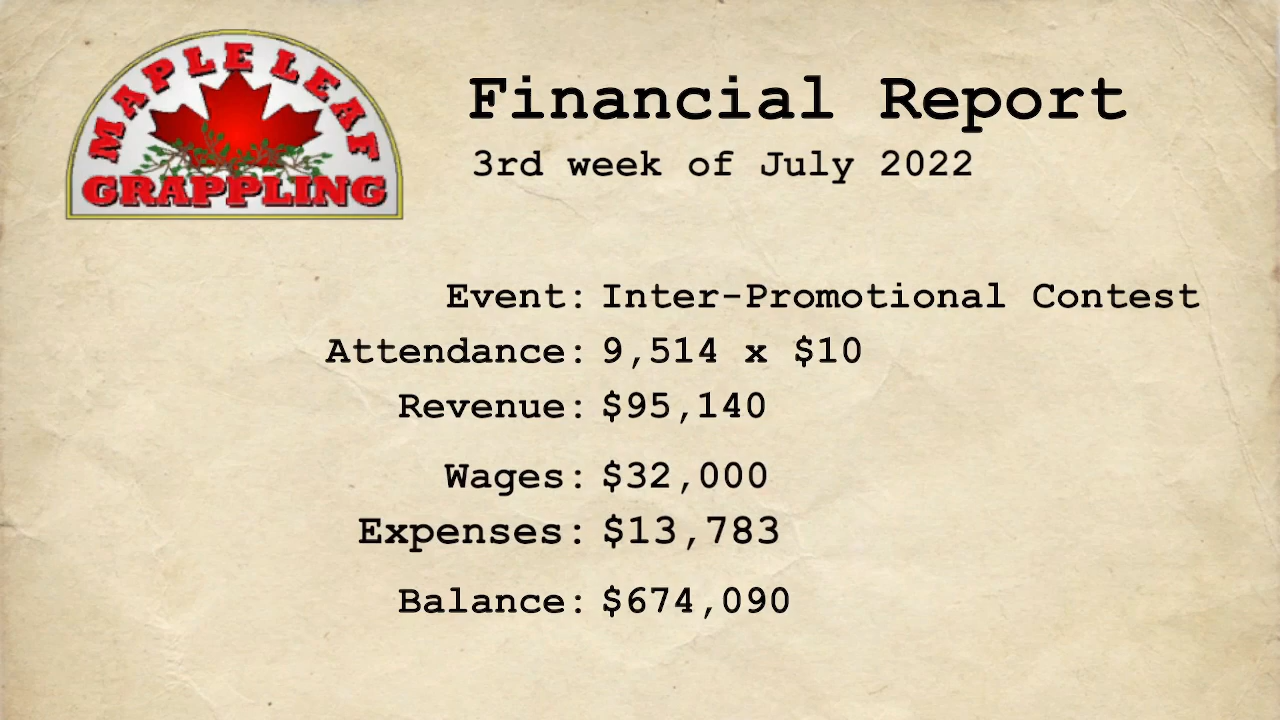 MAPLE LEAF
GRAPPLING
Financial Report
3rd week of July 2022
Event: Inter-Promotional Contest
Attendance: 9,514 x $10
Revenue: $95,140
Wages: $32,000
Expenses: $13,783
Balance: $674,090